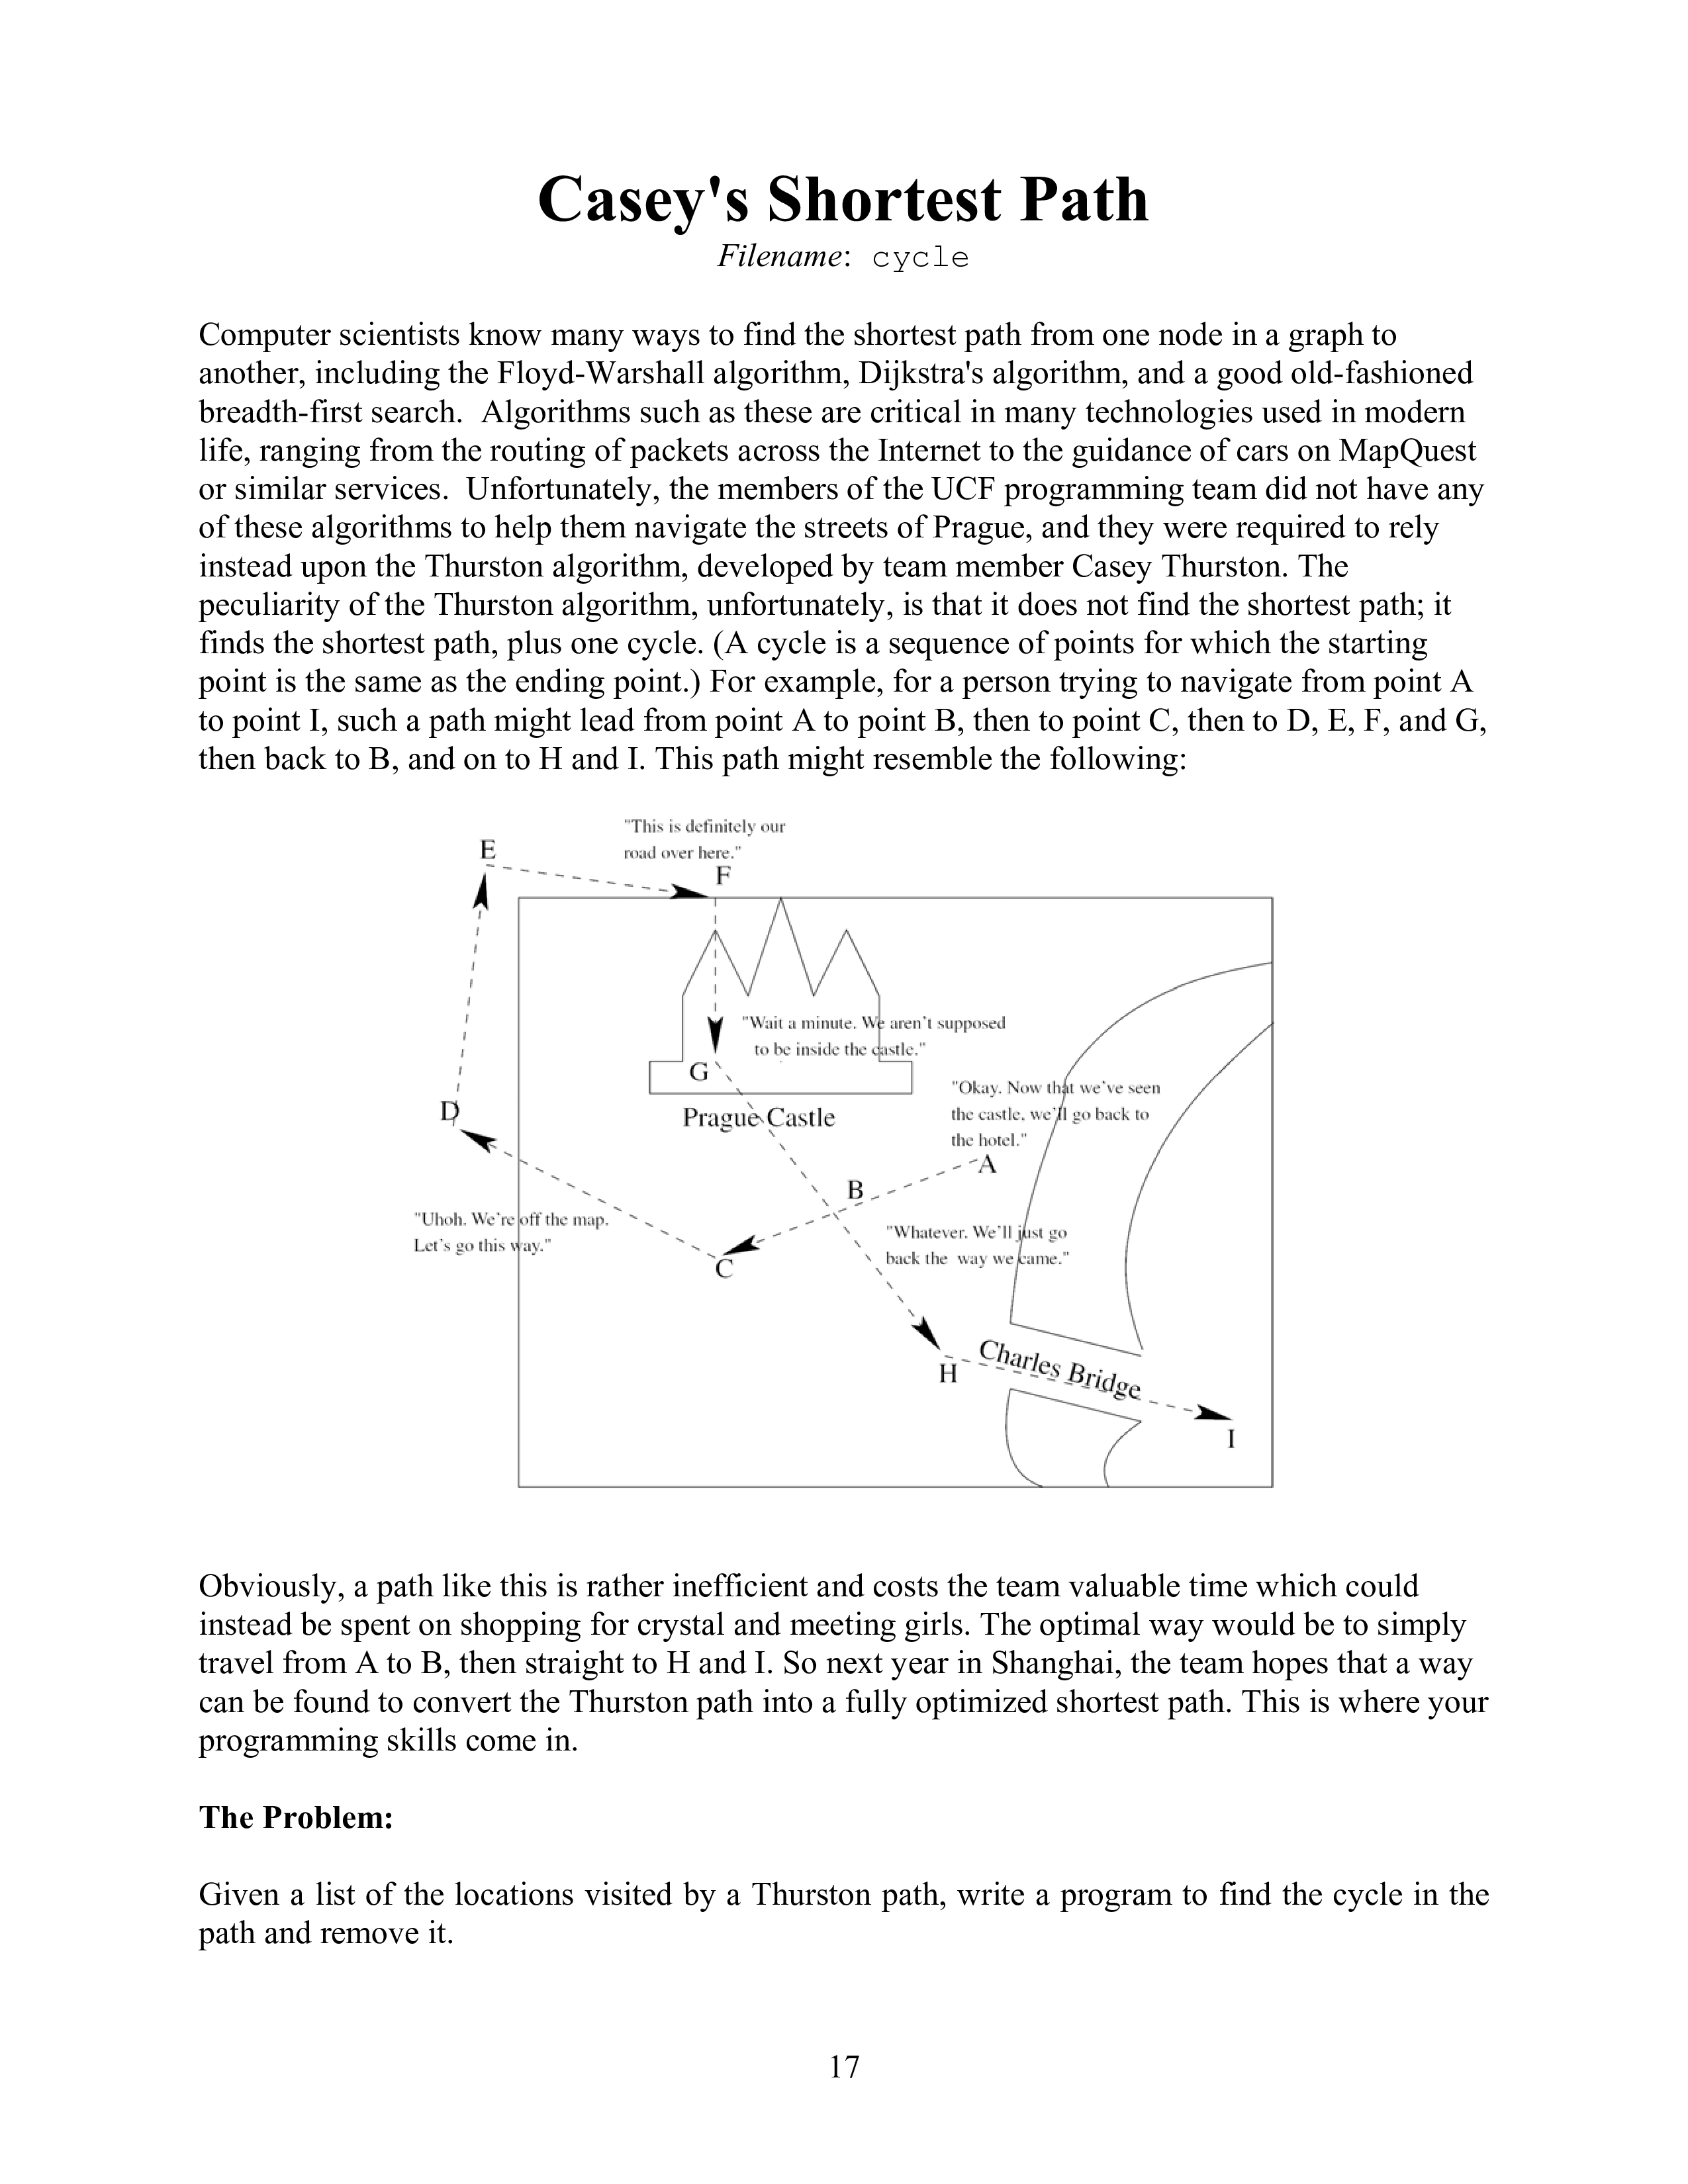 Casey's Shortest Path
Filename: cycle
Computer scientists know many ways to find the shortest path from one node in a graph to
another, including the Floyd-Warshall algorithm, Dijkstra's algorithm, and a good old-fashioned
breadth-first search.  Algorithms such as these are critical in many technologies used in modern
life, ranging from the routing of packets across the Internet to the guidance of cars on MapQuest
or similar services.  Unfortunately, the members of the UCF programming team did not have any
of these algorithms to help them navigate the streets of Prague, and they were required to rely
instead upon the Thurston algorithm, developed by team member Casey Thurston. The
peculiarity of the Thurston algorithm, unfortunately, is that it does not find the shortest path; it
finds the shortest path, plus one cycle. (A cycle is a sequence of points for which the starting
point is the same as the ending point.) For example, for a person trying to navigate from point A
to point I, such a path might lead from point A to point B, then to point C, then to D, E, F, and G,
then back to B, and on to H and I. This path might resemble the following:
"This is definitely our
road over here."
E
F
"Wait a minute. We aren't supposed
to be inside the castle."
G
"Okay. Now that we've seen
the castle, we'll go back to
the hotel."
D
Prague Castle
A
B
"Uhoh. We're off the map.
Let's go this way."
"Whatever. We'll just go
back the  way we came."
C
Charles Bridge
H
I
Obviously, a path like this is rather inefficient and costs the team valuable time which could
instead be spent on shopping for crystal and meeting girls. The optimal way would be to simply
travel from A to B, then straight to H and I. So next year in Shanghai, the team hopes that a way
can be found to convert the Thurston path into a fully optimized shortest path. This is where your
programming skills come in.
The Problem:
Given a list of the locations visited by a Thurston path, write a program to find the cycle in the
path and remove it.
17